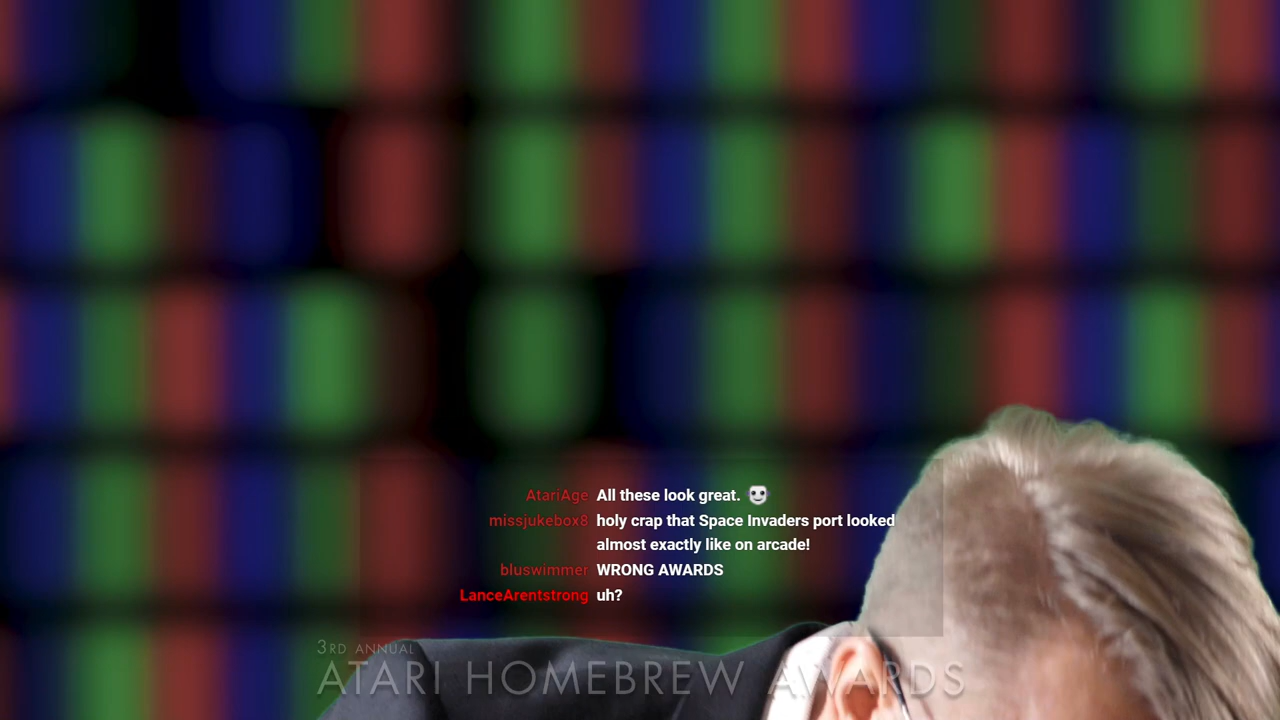 AtariAge All these look great.
missjukebox8 holy crap that Space Invaders port looked
almost exactly like on arcade!
bluswimmer WRONG AWARDS
LanceArentstrong uh?
3RD ANNUAL
ATARI HOMEBREW AWARDS